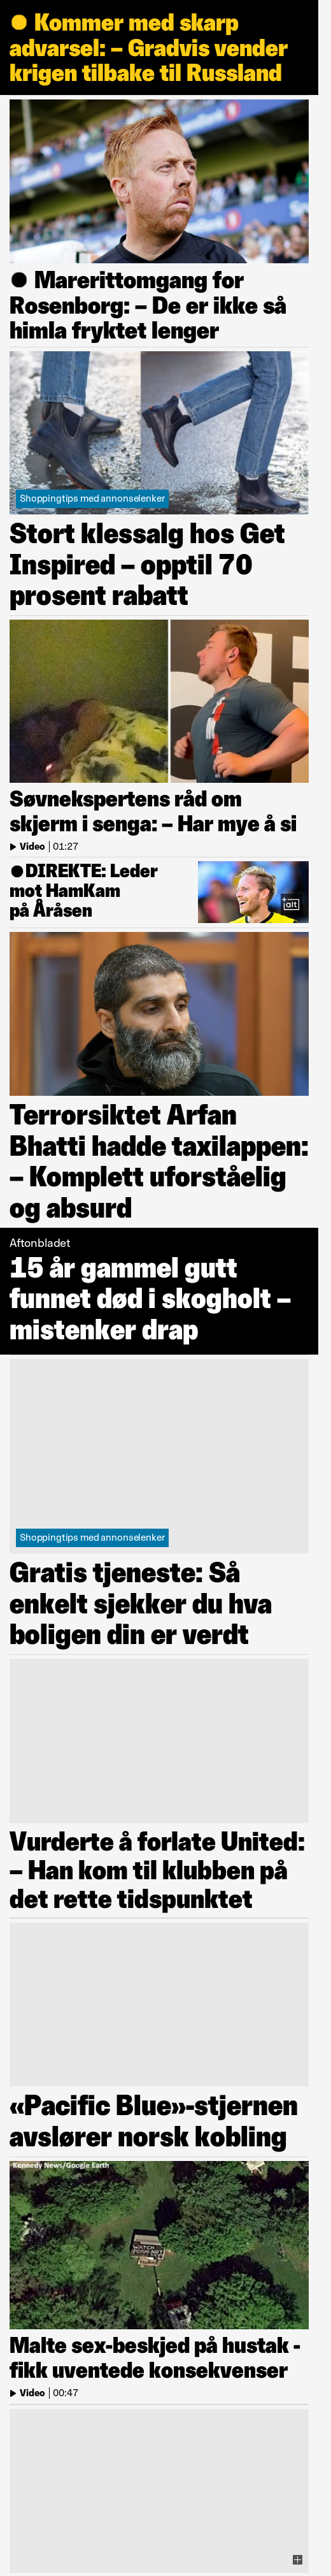 ● Kommer med skarp
advarsel: – Gradvis vender
krigen tilbake til Russland
● Marerittomgang for
Rosenborg: – De er ikke så
himla fryktet lenger
Shoppingtips med annonselenker
Stort klessalg hos Get
Inspired – opptil 70
prosent rabatt
Søvnekspertens råd om
skjerm i senga: – Har mye å si
Video | 01:27
●DIREKTE: Leder
mot HamKam
på Åråsen
alt
Terrorsiktet Arfan
Bhatti hadde taxilappen:
– Komplett uforståelig
og absurd
Aftonbladet
15 år gammel gutt
funnet død i skogholt –
mistenker drap
Shoppingtips med annonselenker
Gratis tjeneste: Så
enkelt sjekker du hva
boligen din er verdt
Vurderte å forlate United:
– Han kom til klubben på
det rette tidspunktet
«Pacific Blue»-stjernen
avslører norsk kobling
Kennedy News/Google Earth
WATCH
PORN HOT
Malte sex-beskjed på hustak -
fikk uventede konsekvenser
Video | 00:47